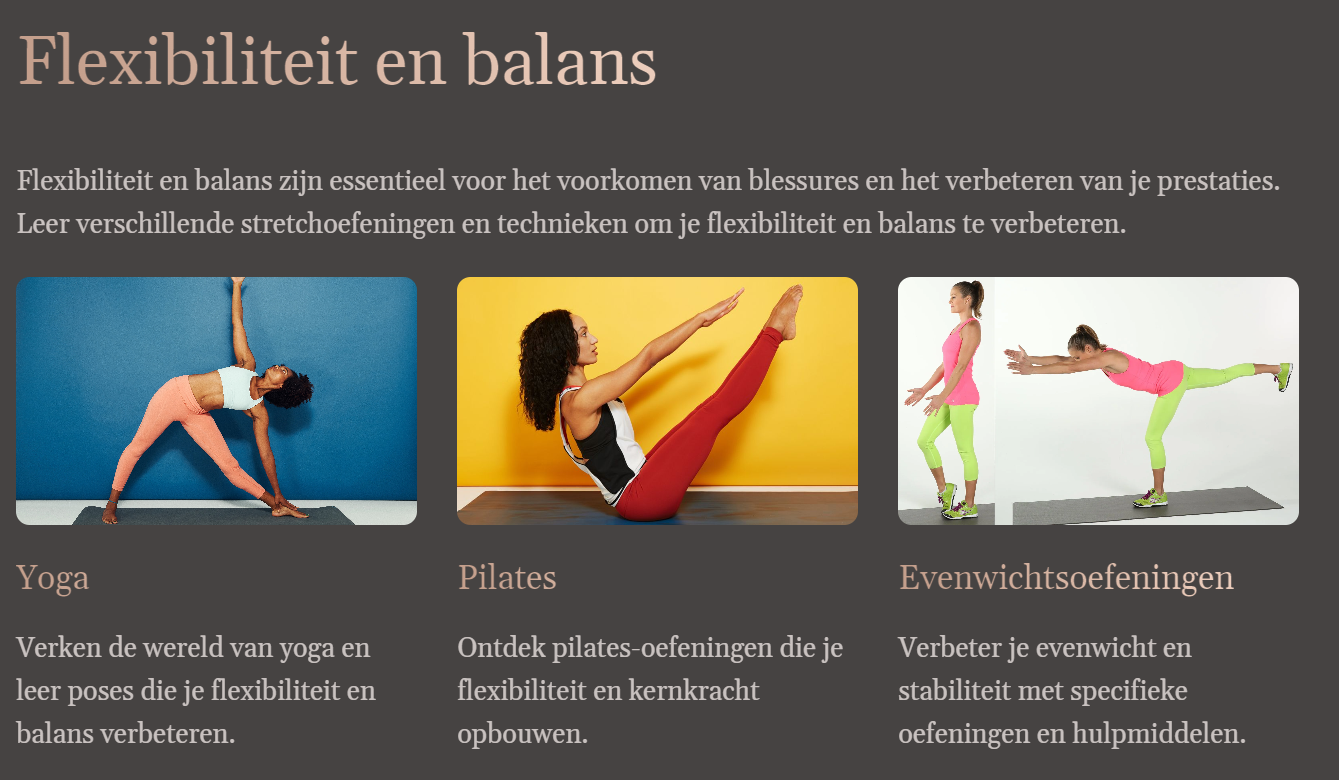 Flexibiliteit en balans
Flexibiliteit en balans zijn essentieel voor het voorkomen van blessures en het verbeteren van je prestaties.
Leer verschillende stretchoefeningen en technieken om je flexibiliteit en balans te verbeteren.
Yoga
Verken de wereld van yoga en
leer poses die je flexibiliteit en
balans verbeteren.
Pilates
Ontdek pilates-oefeningen die je
flexibiliteit en kernkracht
opbouwen.
Evenwichtsoefeningen
Verbeter je evenwicht en
stabiliteit met specifieke
oefeningen en hulpmiddelen.